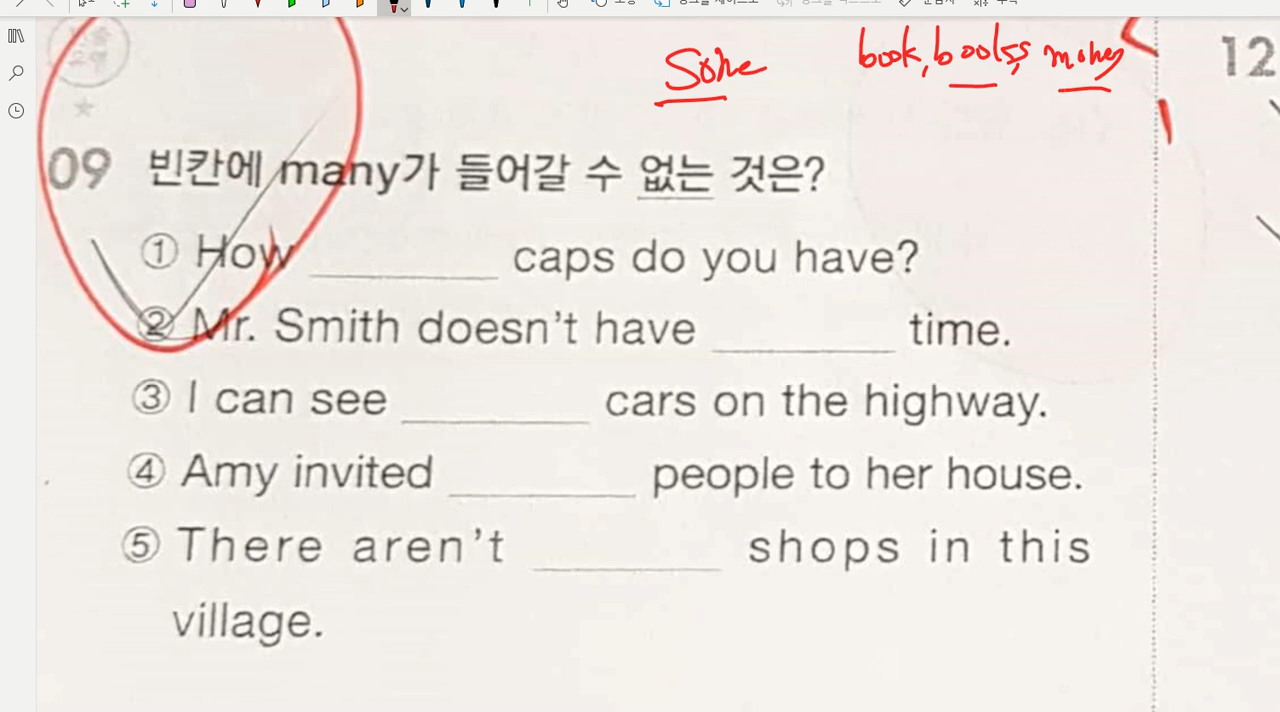 Some book, books, money
12
09 빈칸에 many가 들어갈 수 없는 것은?
① How ________ caps do you have?
② Mr. Smith doesn't have ________ time.
③ I can see ________ cars on the highway.
④ Amy invited ________ people to her house.
⑤ There aren't ________ shops in this
village.